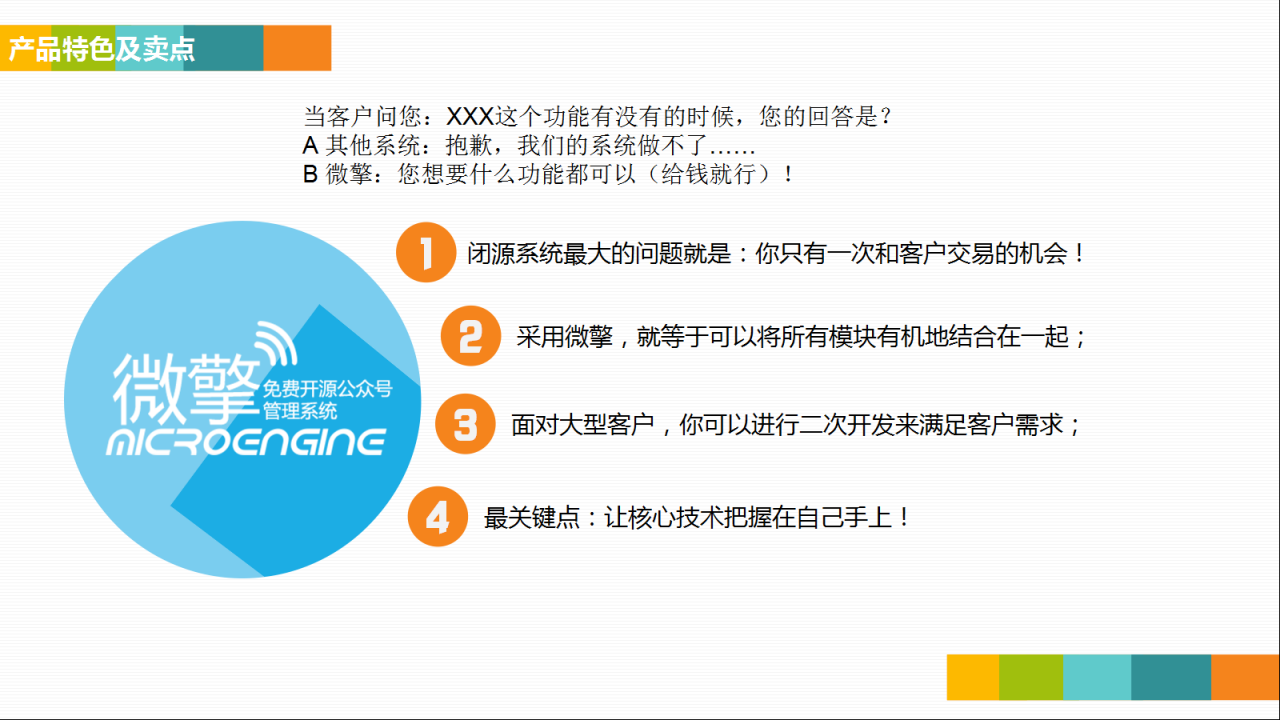 产品特色及卖点
当客户问您：XXX这个功能有没有的时候，您的回答是？
A 其他系统：抱歉，我们的系统做不了……
B 微擎：您想要什么功能都可以（给钱就行）！
1 闭源系统最大的问题就是：你只有一次和客户交易的机会！
2 采用微擎，就等于可以将所有模块有机地结合在一起；
3 面对大型客户，你可以进行二次开发来满足客户需求；
4 最关键点：让核心技术把握在自己手上！
微擎
免费开源公众号
管理系统
MICROENGINE